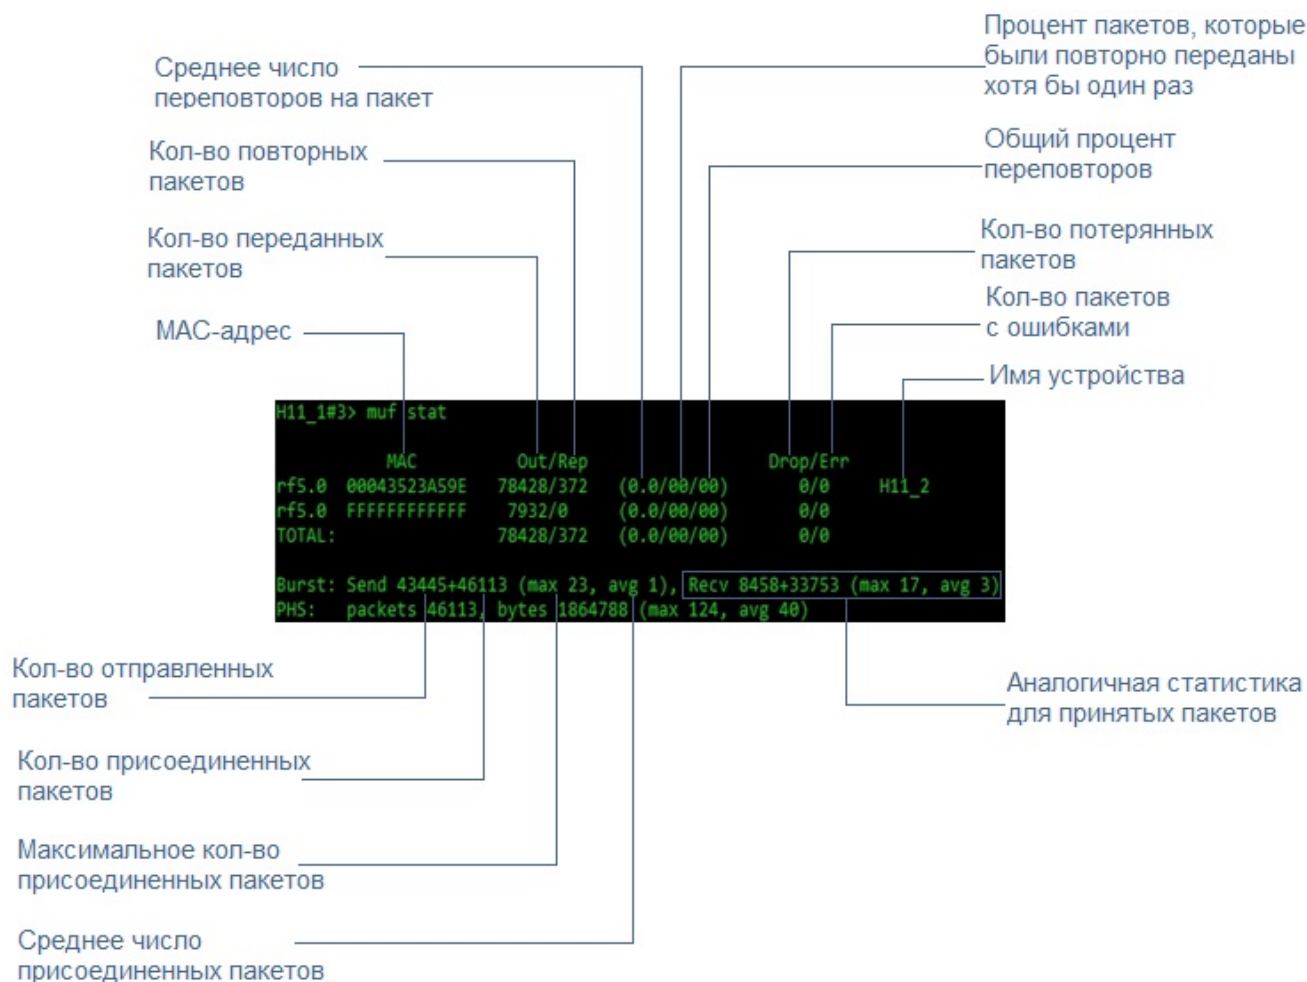 Процент пакетов, которые
были повторно переданы
хотя бы один раз
Среднее число
переповторов на пакет
Общий процент
переповторов
Кол-во повторных
пакетов
Кол-во потерянных
пакетов
Кол-во переданных
пакетов
Кол-во пакетов
с ошибками
MAC-адрес
Имя устройства
H11_1#3> muf stat
MAC Out/Rep Drop/Err
rf5.0 00043523A59E 78428/372 (0.0/00/00) 0/0 H11_2
rf5.0 FFFFFFFFFFFF 7932/0 (0.0/00/00) 0/0
TOTAL: 78428/372 (0.0/00/00) 0/0
Burst: Send 43445+46113 (max 23, avg 1), Recv 8458+33753 (max 17, avg 3)
PHS: packets 46113, bytes 1864788 (max 124, avg 40)
Кол-во отправленных
пакетов
Аналогичная статистика
для принятых пакетов
Кол-во присоединенных
пакетов
Максимальное кол-во
присоединенных пакетов
Среднее число
присоединенных пакетов